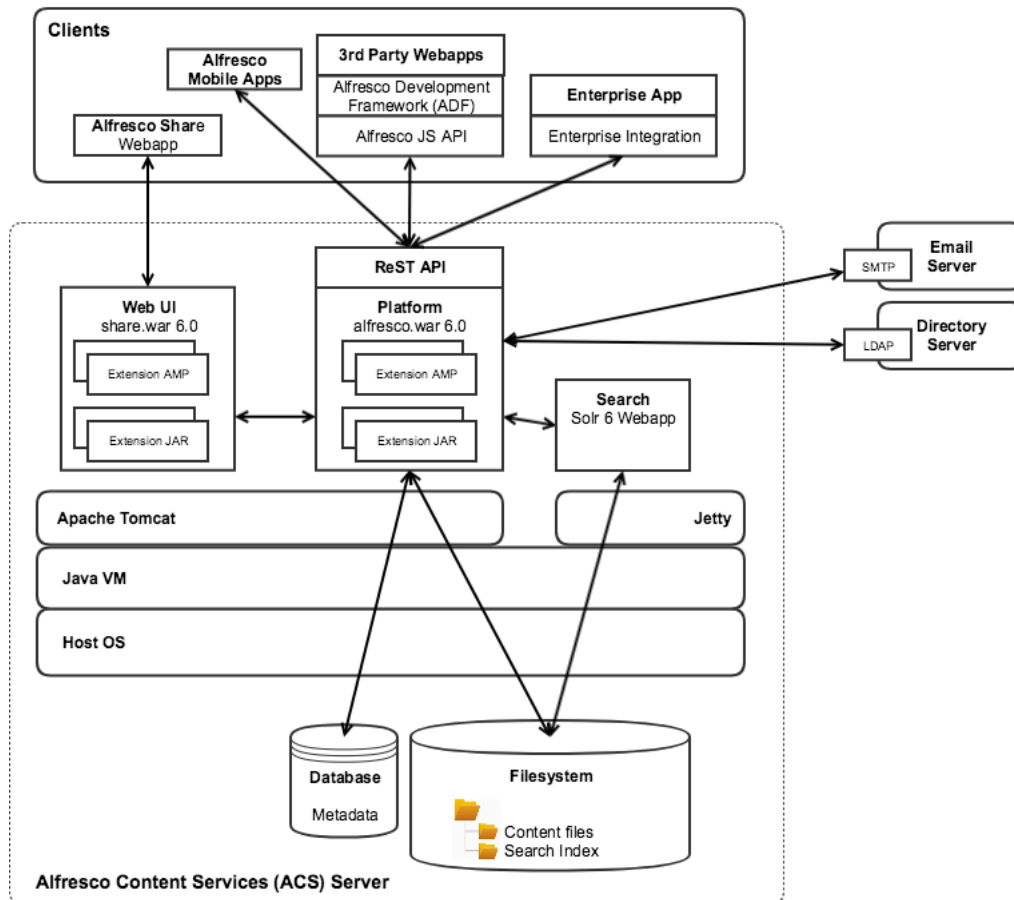 Clients
Alfresco
Mobile Apps
3rd Party Webapps
Alfresco Development
Framework (ADF)
Alfresco JS API
Enterprise App
Enterprise Integration
Alfresco Share
Webapp
ReST API
Web UI
share.war 6.0
Extension AMP
Extension JAR
Platform
alfresco.war 6.0
Extension AMP
Extension JAR
Search
Solr 6 Webapp
Email
Server
SMTP
Directory
Server
LDAP
Apache Tomcat
Jetty
Java VM
Host OS
Database
Metadata
Filesystem
Content files
Search Index
Alfresco Content Services (ACS) Server